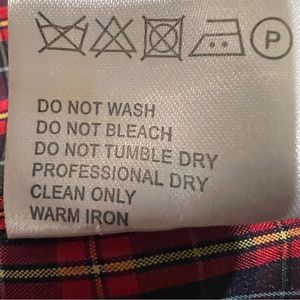 P
DO NOT WASH
DO NOT BLEACH
DO NOT TUMBLE DRY
PROFESSIONAL DRY
CLEAN ONLY
WARM IRON